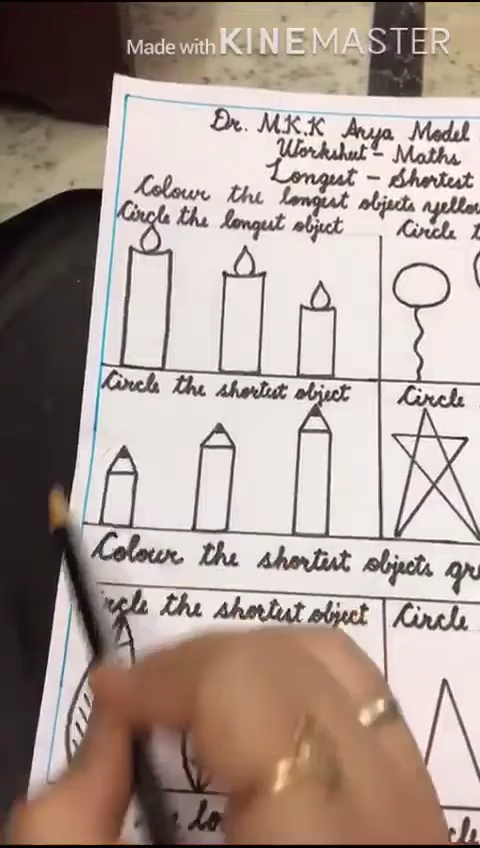 Made with KINEMASTER
Dr. M.K.K Arya Model
Worksheet - Maths
Longest - Shortest
Colour the longest objects
Circle the longest object
Circle
Circle the shortest object
Circle
Colour the shortest objects
the shortest object
Circle